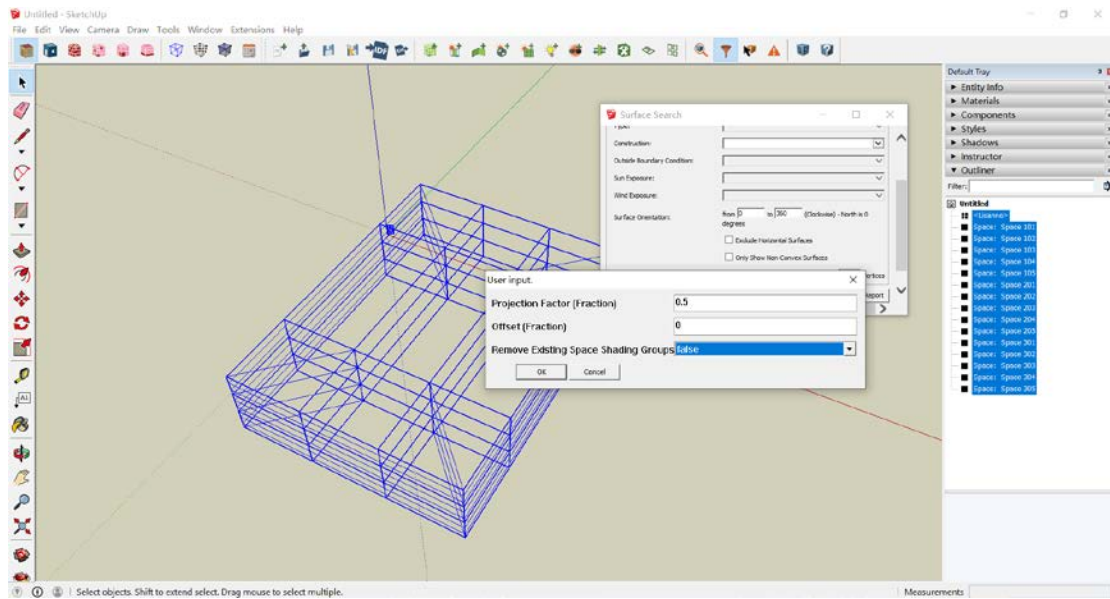 Untitled - SketchUp
File Edit View Camera Draw Tools Window Extensions Help
IDF
A1
Surface Search
Type:
Construction:
Outside Boundary Condition:
Sun Exposure:
Wind Exposure:
Surface Orientation:
from 0 to 360 (Clockwise) - North is 0
degrees
Exclude Horizontal Surfaces
Only Show Non-Convex Surfaces
User input.
Projection Factor (Fraction)
0.5
Offset (Fraction)
0
Remove Existing Space Shading Groups
false
OK
Cancel
Default Tray
Entity Info
Materials
Components
Styles
Shadows
Instructor
Outliner
Filter:
Untitled
Space: Space 101
Space: Space 102
Space: Space 103
Space: Space 104
Space: Space 105
Space: Space 201
Space: Space 202
Space: Space 203
Space: Space 204
Space: Space 205
Space: Space 301
Space: Space 302
Space: Space 303
Space: Space 304
Space: Space 305
Select objects. Shift to extend select. Drag mouse to select multiple.
Measurements